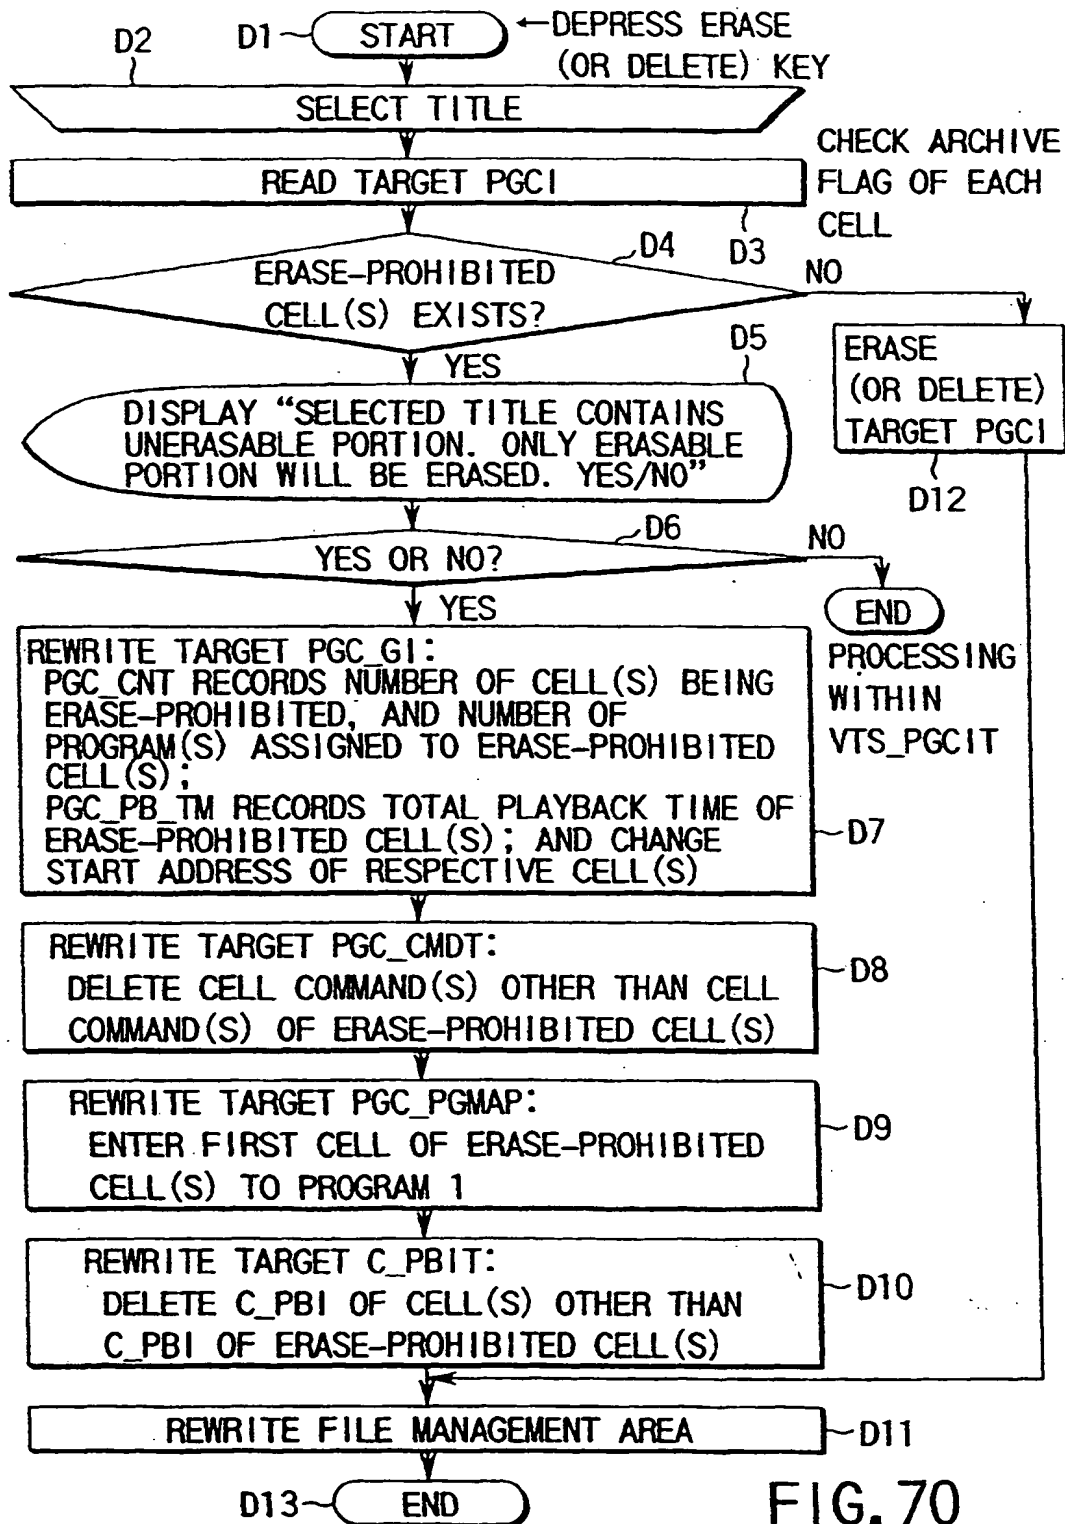 D1
START
DEPRESS ERASE
(OR DELETE) KEY
D2
SELECT TITLE
READ TARGET PGCI
CHECK ARCHIVE
FLAG OF EACH
CELL
D3
D4
ERASE-PROHIBITED
CELL(S) EXISTS?
NO
YES
D5
DISPLAY “SELECTED TITLE CONTAINS
UNERASABLE PORTION. ONLY ERASABLE
PORTION WILL BE ERASED. YES/NO”
ERASE
(OR DELETE)
TARGET PGCI
D12
D6
YES OR NO?
NO
YES
END
PROCESSING
WITHIN
VTS_PGCIT
REWRITE TARGET PGC_GI:
PGC_CNT RECORDS NUMBER OF CELL(S) BEING
ERASE-PROHIBITED, AND NUMBER OF
PROGRAM(S) ASSIGNED TO ERASE-PROHIBITED
CELL(S);
PGC_PB_TM RECORDS TOTAL PLAYBACK TIME OF
ERASE-PROHIBITED CELL(S); AND CHANGE
START ADDRESS OF RESPECTIVE CELL(S)
D7
REWRITE TARGET PGC_CMDT:
DELETE CELL COMMAND(S) OTHER THAN CELL
COMMAND(S) OF ERASE-PROHIBITED CELL(S)
D8
REWRITE TARGET PGC_PGMAP:
ENTER FIRST CELL OF ERASE-PROHIBITED
CELL(S) TO PROGRAM 1
D9
REWRITE TARGET C_PBIT:
DELETE C_PBI OF CELL(S) OTHER THAN
C_PBI OF ERASE-PROHIBITED CELL(S)
D10
REWRITE FILE MANAGEMENT AREA
D11
D13
END
FIG. 70